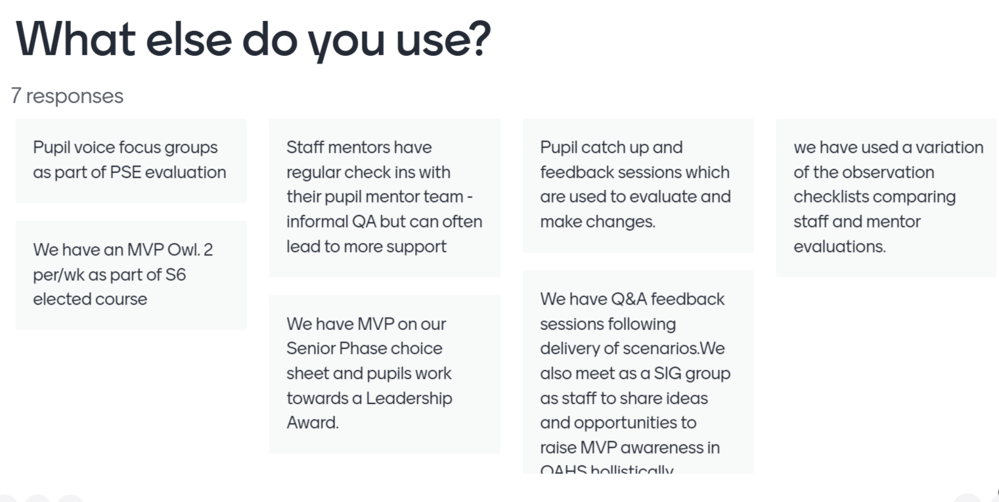 What else do you use?
7 responses
Pupil voice focus groups
as part of PSE evaluation
We have an MVP Owl. 2
per/wk as part of S6
elected course
Staff mentors have
regular check ins with
their pupil mentor team -
informal QA but can often
lead to more support
We have MVP on our
Senior Phase choice
sheet and pupils work
towards a Leadership
Award.
Pupil catch up and
feedback sessions which
are used to evaluate and
make changes.
We have Q&A feedback
sessions following
delivery of scenarios.We
also meet as a SIG group
as staff to share ideas
and opportunities to
raise MVP awareness in
OAHS hollistically
we have used a variation
of the observation
checklists comparing
staff and mentor
evaluations.